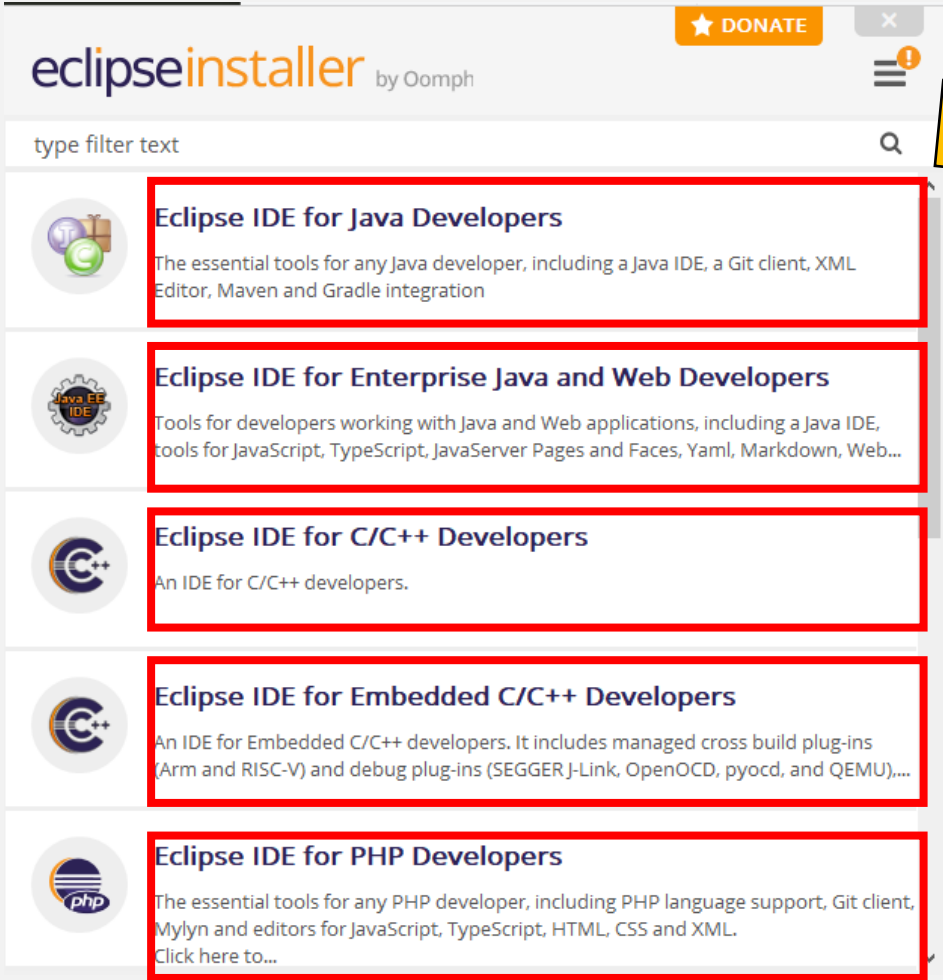 DONATE
eclipseinstaller by Oomph
type filter text
Eclipse IDE for Java Developers
The essential tools for any Java developer, including a Java IDE, a Git client, XML
Editor, Maven and Gradle integration
Java EE
IDE
Eclipse IDE for Enterprise Java and Web Developers
Tools for developers working with Java and Web applications, including a Java IDE,
tools for JavaScript, TypeScript, JavaServer Pages and Faces, Yaml, Markdown, Web...
C++
Eclipse IDE for C/C++ Developers
An IDE for C/C++ developers.
C++
Eclipse IDE for Embedded C/C++ Developers
An IDE for Embedded C/C++ developers. It includes managed cross build plug-ins
(Arm and RISC-V) and debug plug-ins (SEGGER J-Link, OpenOCD, pyocd, and QEMU),...
php
Eclipse IDE for PHP Developers
The essential tools for any PHP developer, including PHP language support, Git client,
Mylyn and editors for JavaScript, TypeScript, HTML, CSS and XML.
Click here to...